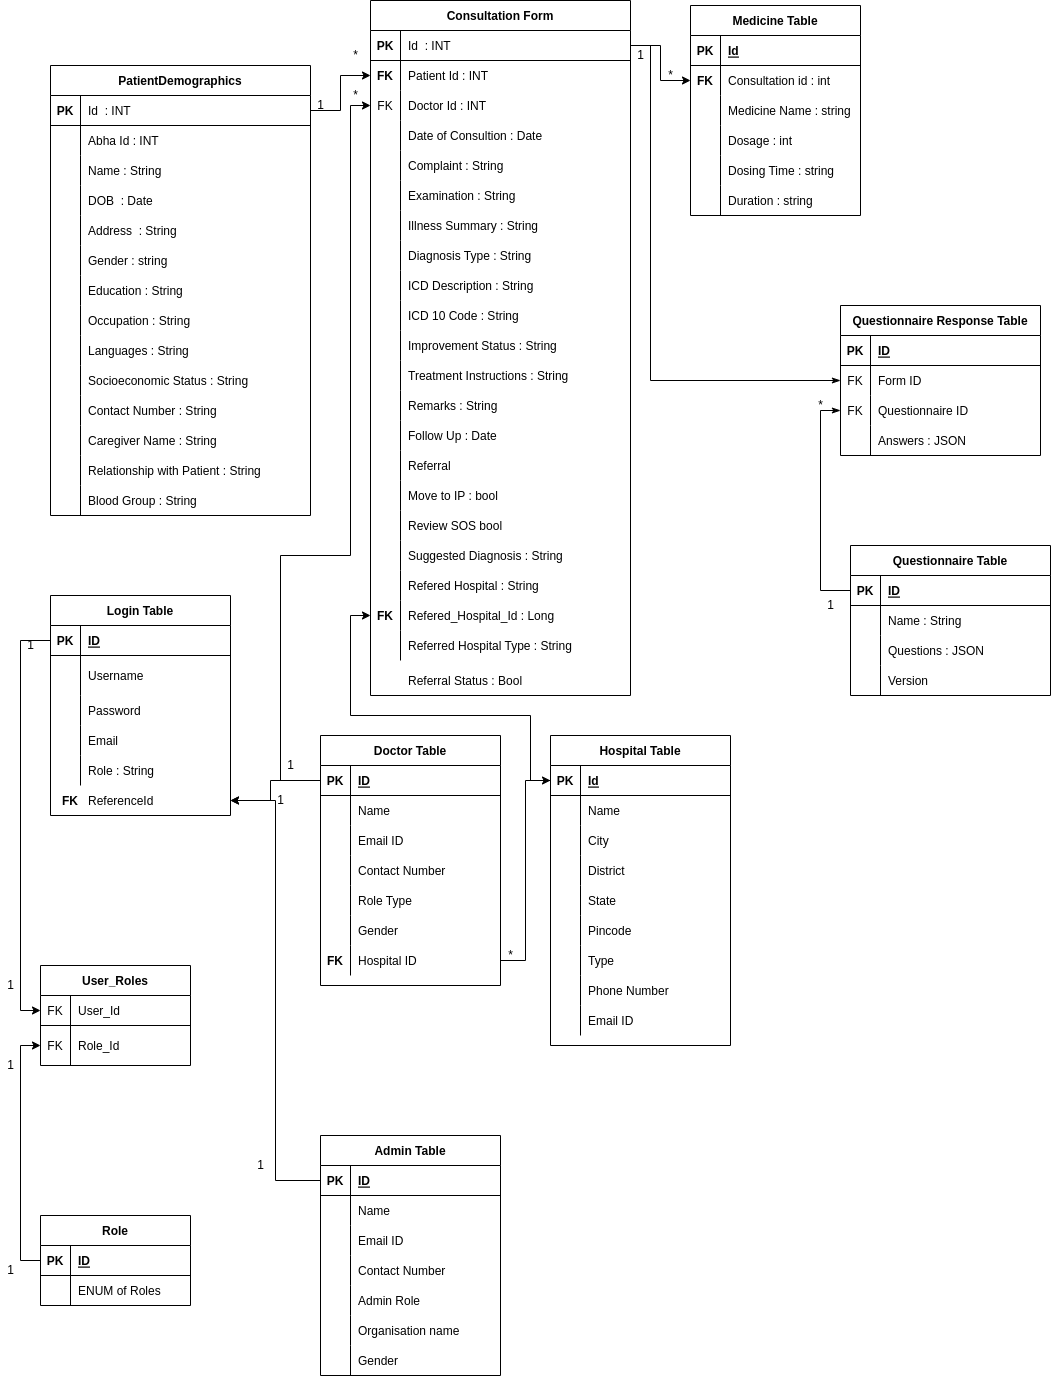 Consultation Form
PK Id : INT
FK Patient Id : INT
FK Doctor Id : INT
Date of Consultion : Date
Complaint : String
Examination : String
Illness Summary : String
Diagnosis Type : String
ICD Description : String
ICD 10 Code : String
Improvement Status : String
Treatment Instructions : String
Remarks : String
Follow Up : Date
Referral
Move to IP : bool
Review SOS bool
Suggested Diagnosis : String
Refered Hospital : String
FK Refered_Hospital_Id : Long
Referred Hospital Type : String
Referral Status : Bool
Medicine Table
PK Id
FK Consultation id : int
Medicine Name : string
Dosage : int
Dosing Time : string
Duration : string
1
*
PatientDemographics
PK Id : INT
Abha Id : INT
Name : String
DOB : Date
Address : String
Gender : string
Education : String
Occupation : String
Languages : String
Socioeconomic Status : String
Contact Number : String
Caregiver Name : String
Relationship with Patient : String
Blood Group : String
1
*
*
Questionnaire Response Table
PK ID
FK Form ID
FK Questionnaire ID
Answers : JSON
*
Questionnaire Table
PK ID
Name : String
Questions : JSON
Version
1
Login Table
PK ID
Username
Password
Email
Role : String
FK ReferenceId
1
1
1
Doctor Table
PK ID
Name
Email ID
Contact Number
Role Type
Gender
FK Hospital ID
*
Hospital Table
PK Id
Name
City
District
State
Pincode
Type
Phone Number
Email ID
User_Roles
FK User_Id
FK Role_Id
1
1
Admin Table
PK ID
Name
Email ID
Contact Number
Admin Role
Organisation name
Gender
1
Role
PK ID
ENUM of Roles
1